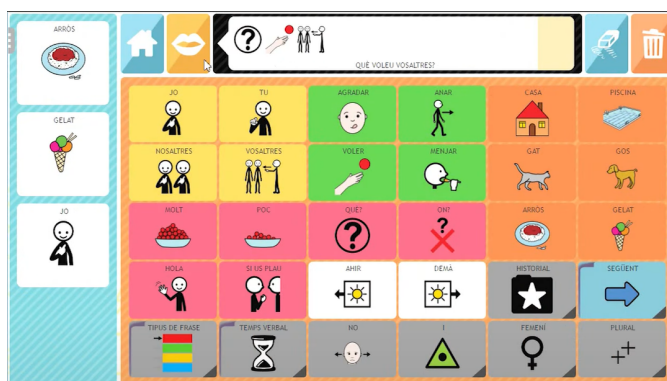 ARRÒS
GELAT
JO
QUÈ VOLEU VOSALTRES?
JO
TU
AGRADAR
ANAR
CASA
PISCINA
NOSALTRES
VOSALTRES
VOLER
MENJAR
GAT
GOS
MOLT
POC
QUÈ?
ON?
ARRÒS
GELAT
HOLA
SI US PLAU
AHIR
DEMÀ
HISTORIAL
SEGÜENT
TIPUS DE FRASE
TEMPS VERBAL
NO
I
FEMENÍ
PLURAL